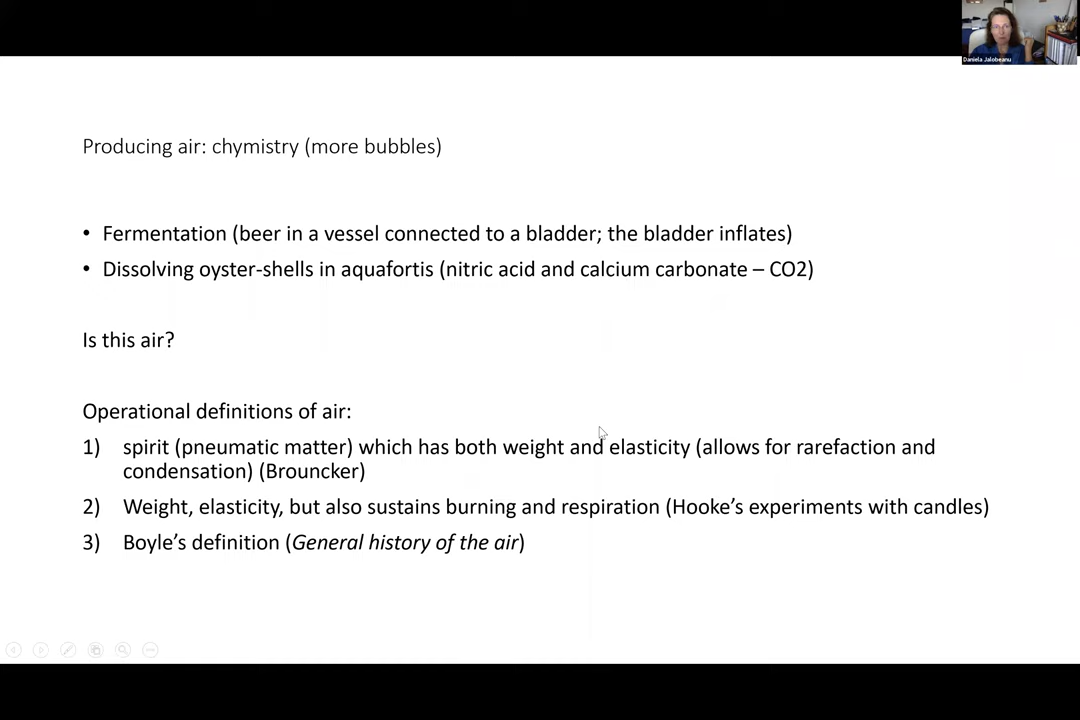 Daniela Jalobeanu
Producing air: chymistry (more bubbles)
• Fermentation (beer in a vessel connected to a bladder; the bladder inflates)
• Dissolving oyster-shells in aquafortis (nitric acid and calcium carbonate – CO2)
Is this air?
Operational definitions of air:
1) spirit (pneumatic matter) which has both weight and elasticity (allows for rarefaction and
condensation) (Brouncker)
2) Weight, elasticity, but also sustains burning and respiration (Hooke's experiments with candles)
3) Boyle's definition (General history of the air)